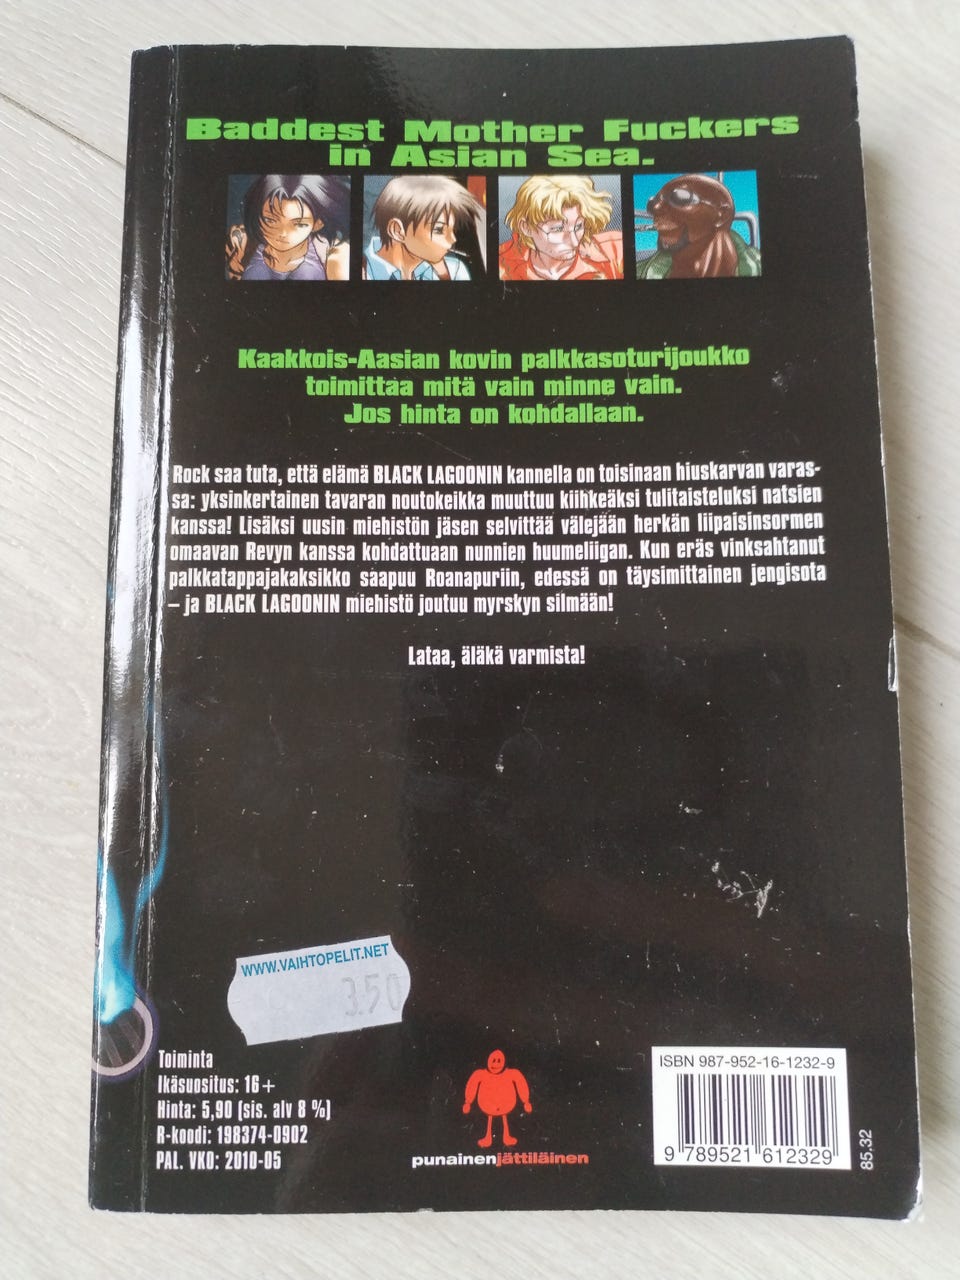 Baddest Mother Fuckers
in Asian Sea.
Kaakkois-Aasian kovin palkkasoturijoukko
toimittaa mitä vain minne vain.
Jos hinta on kohdallaan.
Rock saa tuta, että elämä BLACK LAGOONIN kannella on toisinaan hiuskarvan varas-
sa: yksinkertainen tavaran noutokeikka muuttuu kiihkeäksi tulitaisteluksi natsien
kanssa! Lisäksi uusin miehistön jäsen selvittää välejään herkän liipaisinsormen
omaavan Revyn kanssa kohdattuaan nunnien huumeliigan. Kun eräs vinksahtanut
palkkatappajakaksikko saapuu Roanapuriin, edessä on täysimittainen jengisota
– ja BLACK LAGOONIN miehistö joutuu myrskyn silmään!
Lataa, äläkä varmista!
WWW.VAIHTOPELIT.NET
3.50
Toiminta
Ikäsuositus: 16+
Hinta: 5,90 (sis. alv 8 %)
R-koodi: 198374-0902
PAL. VKO: 2010-05
punainenjättiläinen
ISBN 987-952-16-1232-9
9 789521 612329
85.32